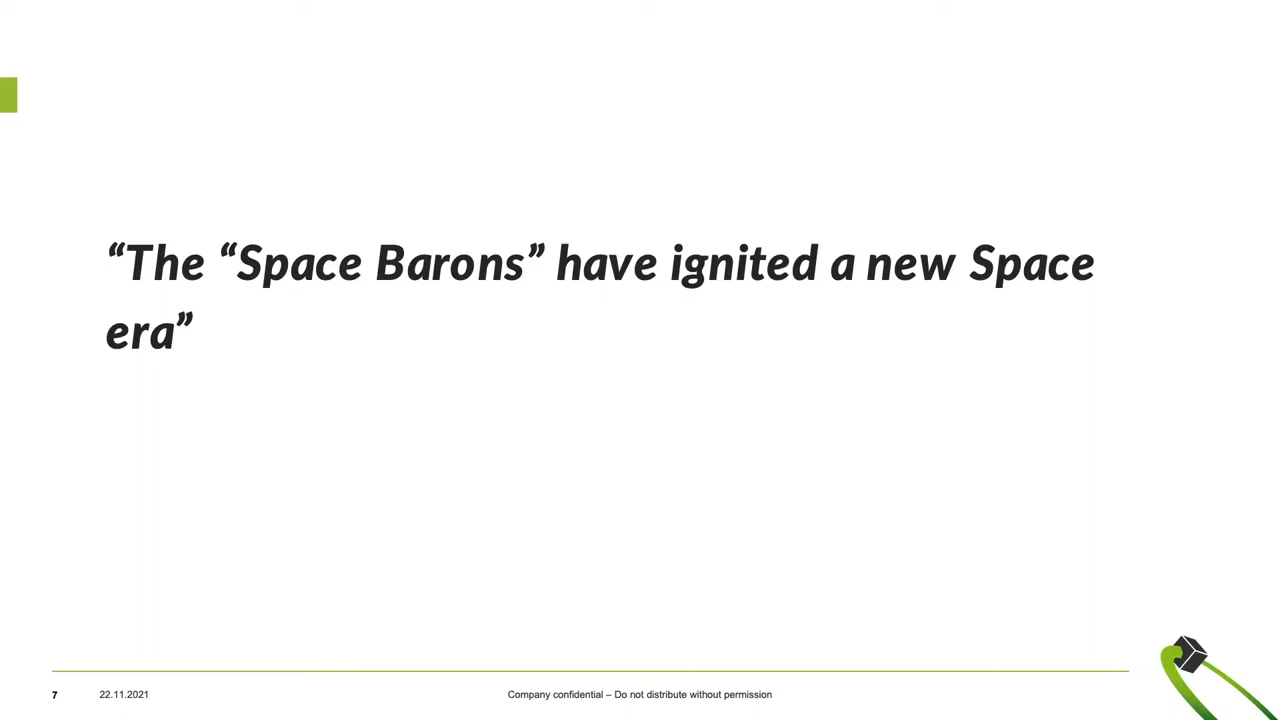 “The “Space Barons” have ignited a new Space
era”
7
22.11.2021
Company confidential – Do not distribute without permission